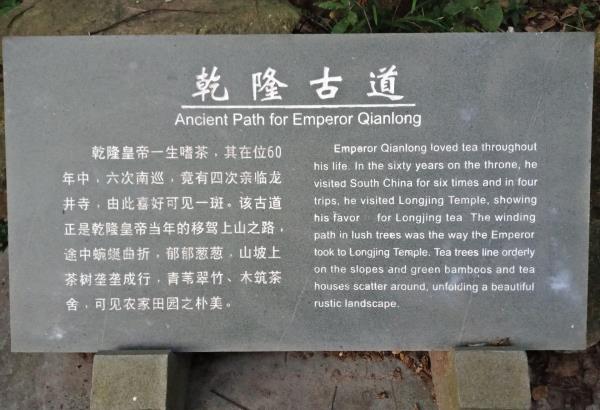 乾隆古道
Ancient Path for Emperor Qianlong
乾隆皇帝一生嗜茶，其在位60
年中，六次南巡，竟有四次亲临龙
井寺，由此喜好可见一斑。该古道
正是乾隆皇帝当年的移驾上山之路，
途中蜿蜒曲折，郁郁葱葱，山坡上
茶树垄垄成行，青苇翠竹、木筑茶
舍，可见农家田园之朴美。
Emperor Qianlong loved tea throughout
his life. In the sixty years on the throne, he
visited South China for six times and in four
trips, he visited Longjing Temple, showing
his favor for Longjing tea The winding
path in lush trees was the way the Emperor
took to Longjing Temple. Tea trees line orderly
on the slopes and green bamboos and tea
houses scatter around, unfolding a beautiful
rustic landscape.